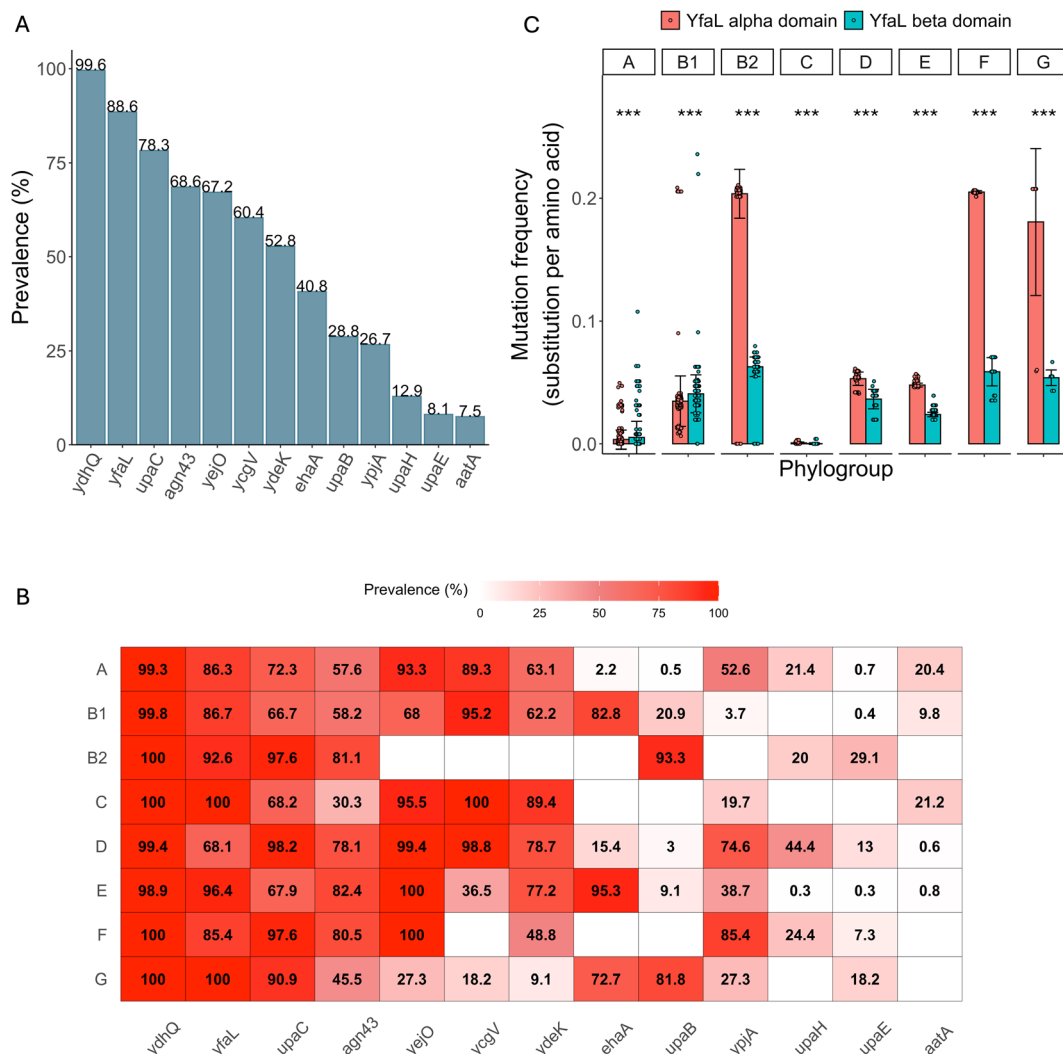 A
Prevalence (%)
100
75
50
25
0
99.6
88.6
78.3
68.6
67.2
60.4
52.8
40.8
28.8
26.7
12.9
8.1
7.5
ydhQ
yfaL
upaC
agn43
yejO
ycgV
ydeK
ehaA
upaB
ypjA
upaH
upaE
aatA
C
YfaL alpha domain YfaL beta domain
A B1 B2 C D E F G
*** *** *** *** *** *** *** ***
Mutation frequency
(substitution per amino acid)
0.2
0.1
0.0
Phylogroup
B
Prevalence (%)
0 25 50 75 100
A 99.3 86.3 72.3 57.6 93.3 89.3 63.1 2.2 0.5 52.6 21.4 0.7 20.4
B1 99.8 86.7 66.7 58.2 68 95.2 62.2 82.8 20.9 3.7 0.4 9.8
B2 100 92.6 97.6 81.1 93.3 20 29.1
C 100 100 68.2 30.3 95.5 100 89.4 19.7 21.2
D 99.4 68.1 98.2 78.1 99.4 98.8 78.7 15.4 3 74.6 44.4 13 0.6
E 98.9 96.4 67.9 82.4 100 36.5 77.2 95.3 9.1 38.7 0.3 0.3 0.8
F 100 85.4 97.6 80.5 100 48.8 85.4 24.4 7.3
G 100 100 90.9 45.5 27.3 18.2 9.1 72.7 81.8 27.3 18.2
ydhQ yfaL upaC agn43 yejO ycgV ydeK ehaA upaB ypjA upaH upaE aatA